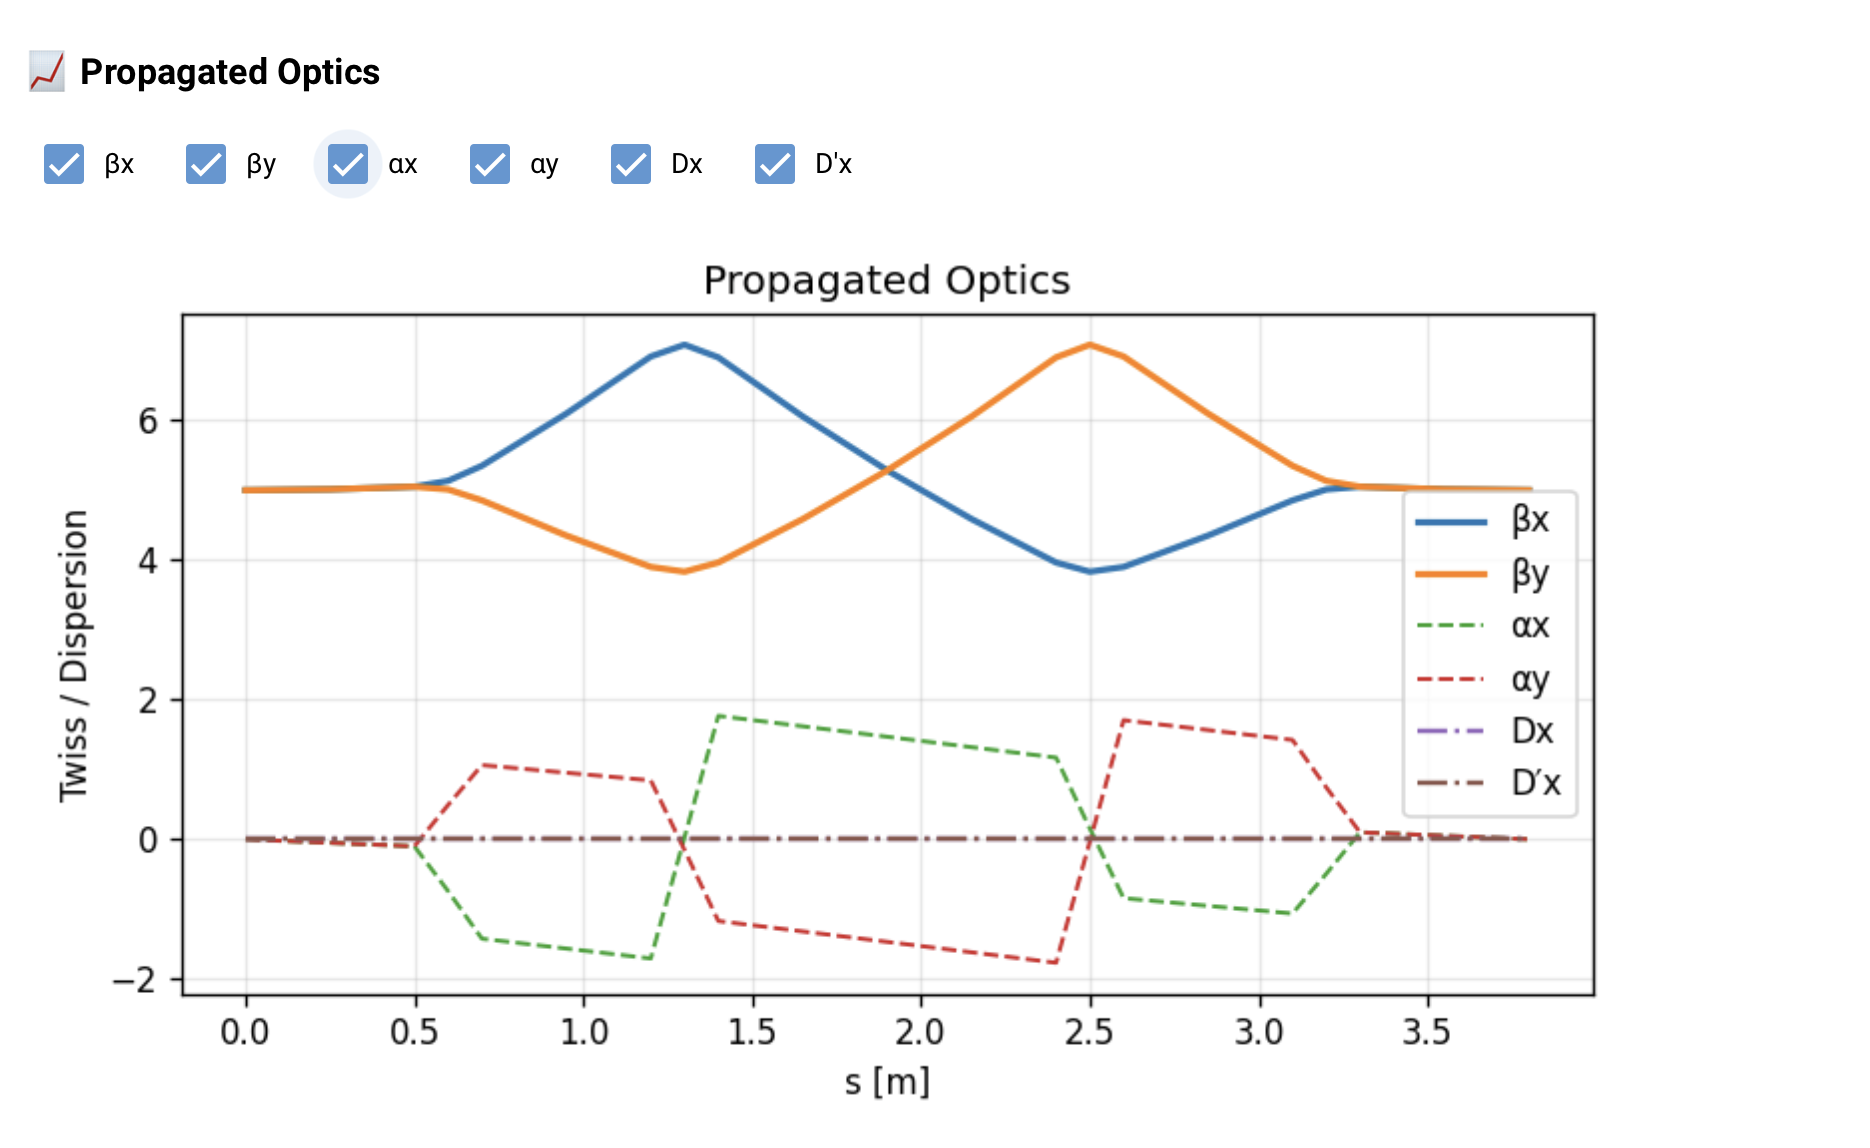 📈 Propagated Optics
βx βy αx αy Dx D'x
Propagated Optics
Twiss / Dispersion
6
4
2
0
−2
βx
βy
αx
αy
Dx
D′x
0.0 0.5 1.0 1.5 2.0 2.5 3.0 3.5
s [m]